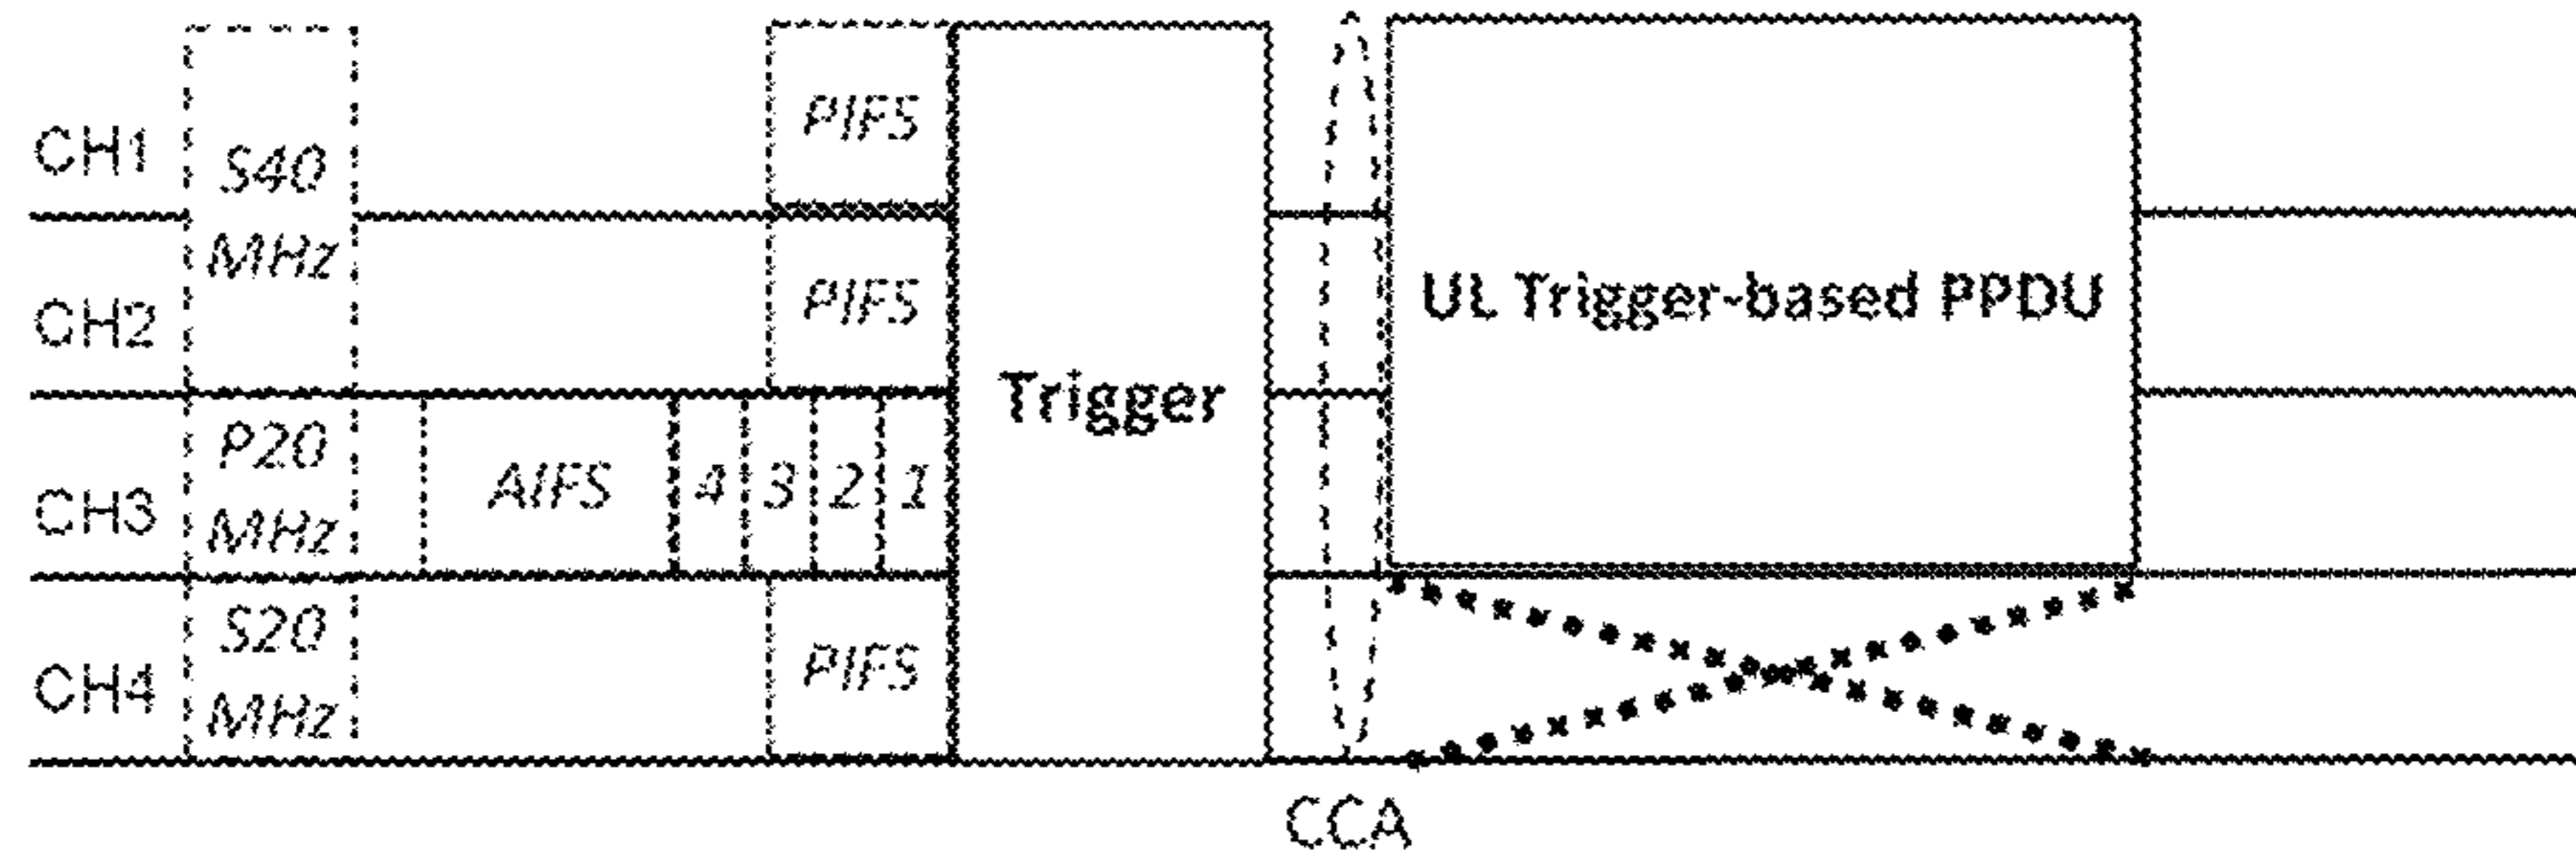 CH1
S40
MHz
PIFS
CH2
PIFS
UL Trigger-based PPDU
Trigger
CH3
P20
MHz
AIFS
4
3
2
1
CH4
S20
MHz
PIFS
CCA